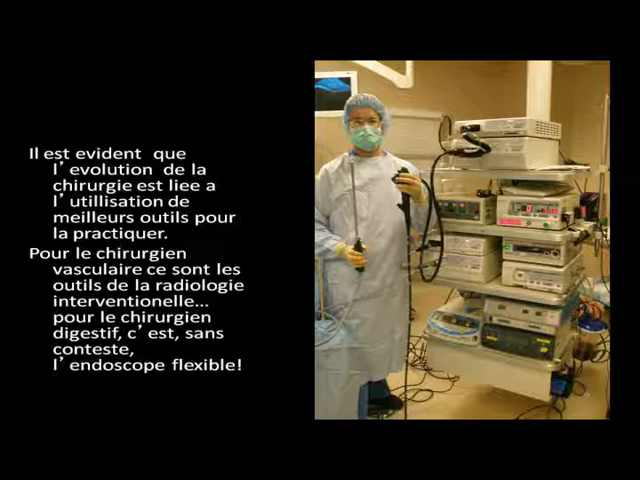 Il est evident que
l'evolution de la
chirurgie est liee a
l'utillisation de
meilleurs outils pour
la practiquer.
Pour le chirurgien
vasculaire ce sont les
outils de la radiologie
interventionelle...
pour le chirurgien
digestif, c'est, sans
conteste,
l'endoscope flexible!